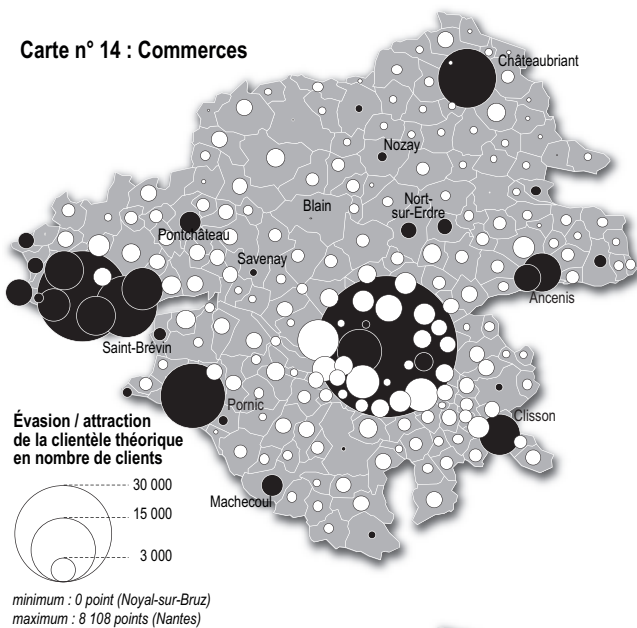 Carte n° 14 : Commerces
Châteaubriant
Nozay
Blain
Nort-
sur-Erdre
Pontchâteau
Savenay
Ancenis
Saint-Brévin
Pornic
Clisson
Machecoul
Évasion / attraction
de la clientèle théorique
en nombre de clients
30 000
15 000
3 000
minimum : 0 point (Noyal-sur-Bruz)
maximum : 8 108 points (Nantes)